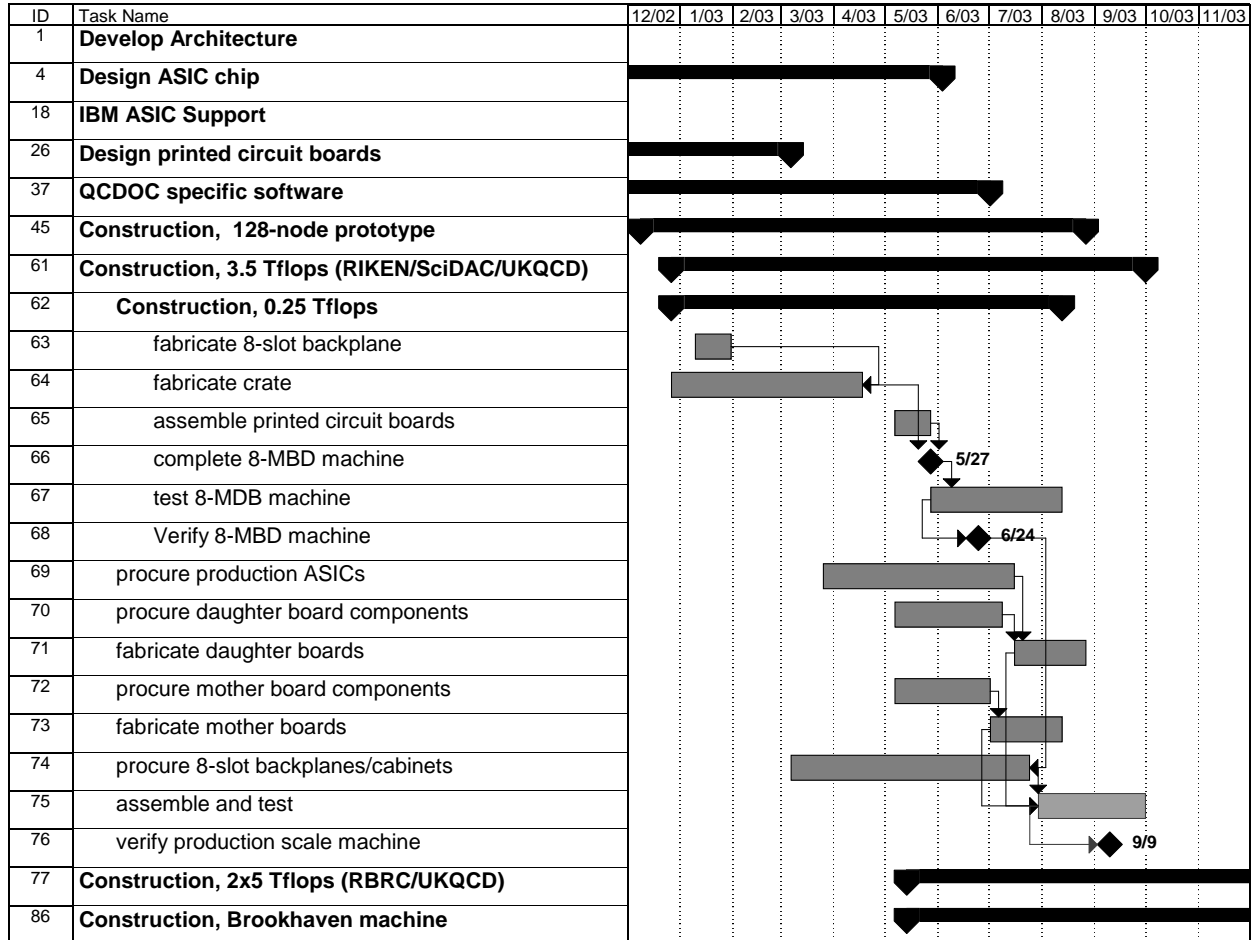 ID Task Name 12/02 1/03 2/03 3/03 4/03 5/03 6/03 7/03 8/03 9/03 10/03 11/03
1 Develop Architecture
4 Design ASIC chip
18 IBM ASIC Support
26 Design printed circuit boards
37 QCDOC specific software
45 Construction, 128-node prototype
61 Construction, 3.5 Tflops (RIKEN/SciDAC/UKQCD)
62 Construction, 0.25 Tflops
63 fabricate 8-slot backplane
64 fabricate crate
65 assemble printed circuit boards
66 complete 8-MBD machine 5/27
67 test 8-MDB machine
68 Verify 8-MBD machine 6/24
69 procure production ASICs
70 procure daughter board components
71 fabricate daughter boards
72 procure mother board components
73 fabricate mother boards
74 procure 8-slot backplanes/cabinets
75 assemble and test
76 verify production scale machine 9/9
77 Construction, 2x5 Tflops (RBRC/UKQCD)
86 Construction, Brookhaven machine